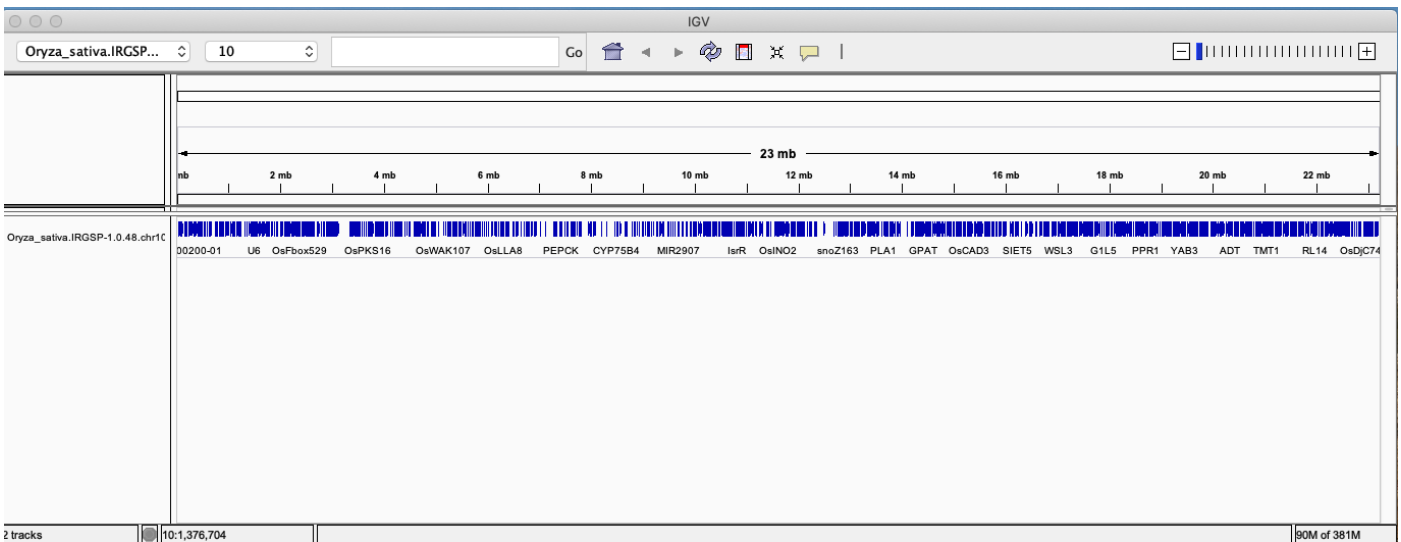 IGV
Oryza_sativa.IRGSP... 10 Go
23 mb
mb 2 mb 4 mb 6 mb 8 mb 10 mb 12 mb 14 mb 16 mb 18 mb 20 mb 22 mb
Oryza_sativa.IRGSP-1.0.48.chr10
00200-01 U6 OsFbox529 OsPKS16 OsWAK107 OsLLA8 PEPCK CYP75B4 MIR2907 IsrR OsINO2 snoZ163 PLA1 GPAT OsCAD3 SIET5 WSL3 G1L5 PPR1 YAB3 ADT TMT1 RL14 OsDjC74
2 tracks 10:1,376,704 90M of 381M